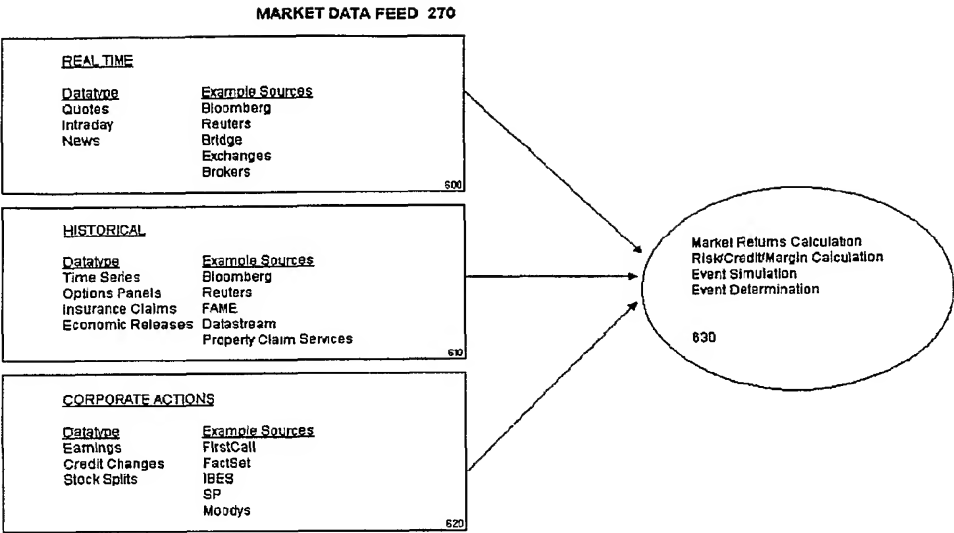 MARKET DATA FEED 270
REAL TIME
Datatype Example Sources
Quotes Bloomberg
Intraday Reuters
News Bridge
Exchanges
Brokers
600
HISTORICAL
Datatype Example Sources
Time Series Bloomberg
Options Panels Reuters
Insurance Claims FAME
Economic Releases Datastream
Property Claim Services
610
CORPORATE ACTIONS
Datatype Example Sources
Earnings FirstCall
Credit Changes FactSet
Stock Splits IBES
SP
Moodys
620
Market Returns Calculation
Risk/Credit/Margin Calculation
Event Simulation
Event Determination
630